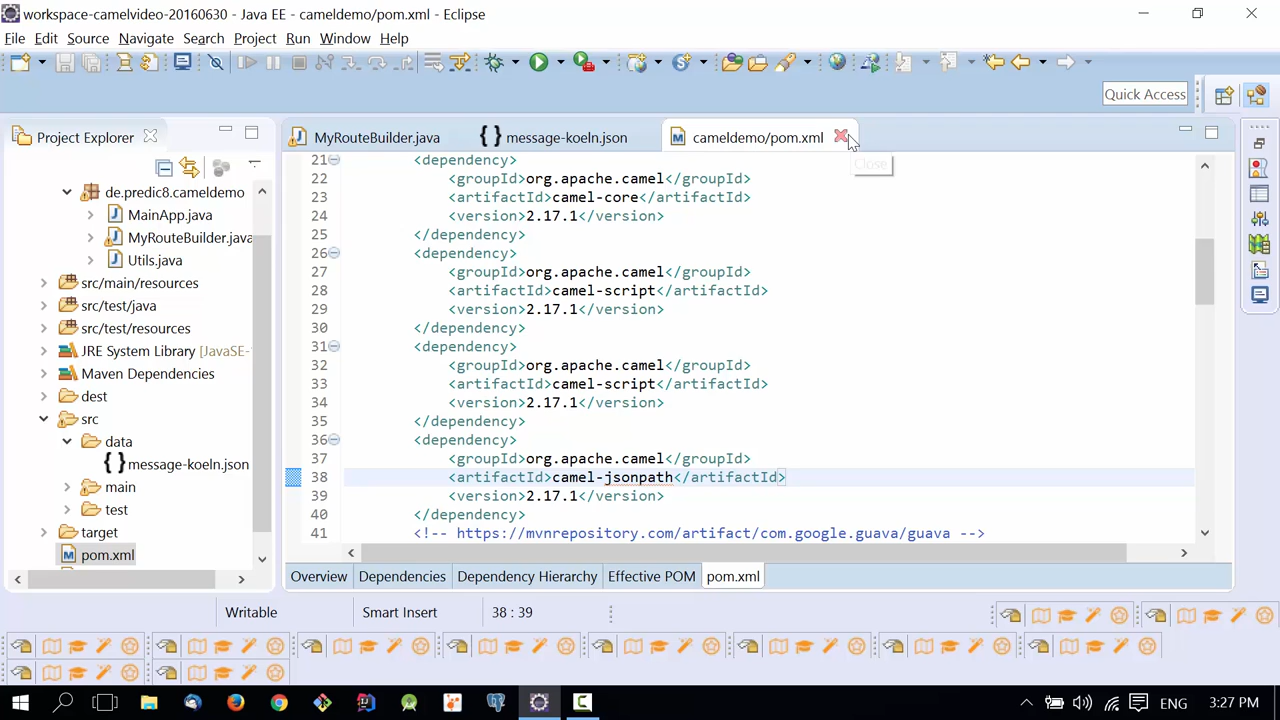 workspace-camelvideo-20160630 - Java EE - cameldemo/pom.xml - Eclipse
File Edit Source Navigate Search Project Run Window Help
Quick Access
Project Explorer
MyRouteBuilder.java message-koeln.json cameldemo/pom.xml
Close
de.predic8.cameldemo
MainApp.java
MyRouteBuilder.java
Utils.java
src/main/resources
src/test/java
src/test/resources
JRE System Library [JavaSE-
Maven Dependencies
dest
src
data
message-koeln.json
main
test
target
pom.xml
21 <dependency>
22 <groupId>org.apache.camel</groupId>
23 <artifactId>camel-core</artifactId>
24 <version>2.17.1</version>
25 </dependency>
26 <dependency>
27 <groupId>org.apache.camel</groupId>
28 <artifactId>camel-script</artifactId>
29 <version>2.17.1</version>
30 </dependency>
31 <dependency>
32 <groupId>org.apache.camel</groupId>
33 <artifactId>camel-script</artifactId>
34 <version>2.17.1</version>
35 </dependency>
36 <dependency>
37 <groupId>org.apache.camel</groupId>
38 <artifactId>camel-jsonpath</artifactId>
39 <version>2.17.1</version>
40 </dependency>
41 <!-- https://mvnrepository.com/artifact/com.google.guava/guava -->
Overview Dependencies Dependency Hierarchy Effective POM pom.xml
Writable Smart Insert 38 : 39
ENG 3:27 PM